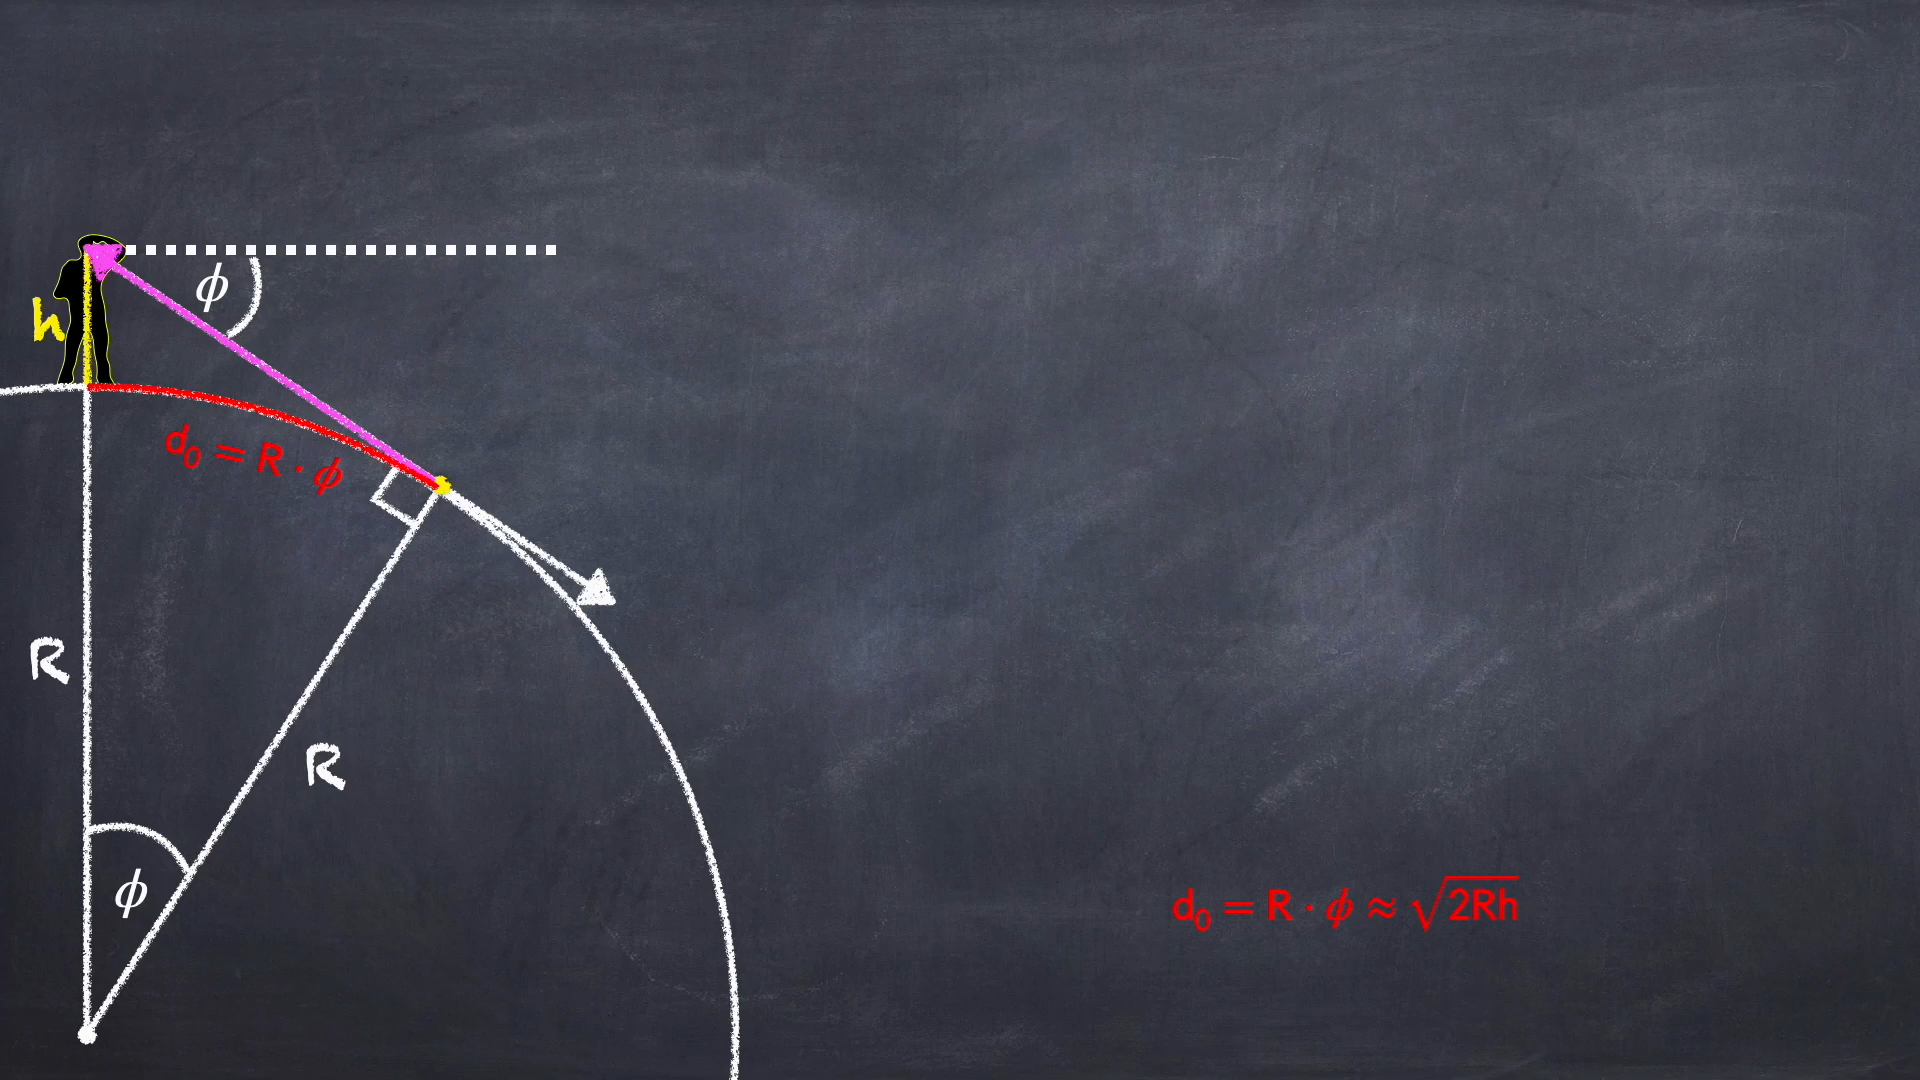 ϕ
h
d₀ = R · ϕ
R
R
ϕ
d₀ = R · ϕ ≈ √2Rh